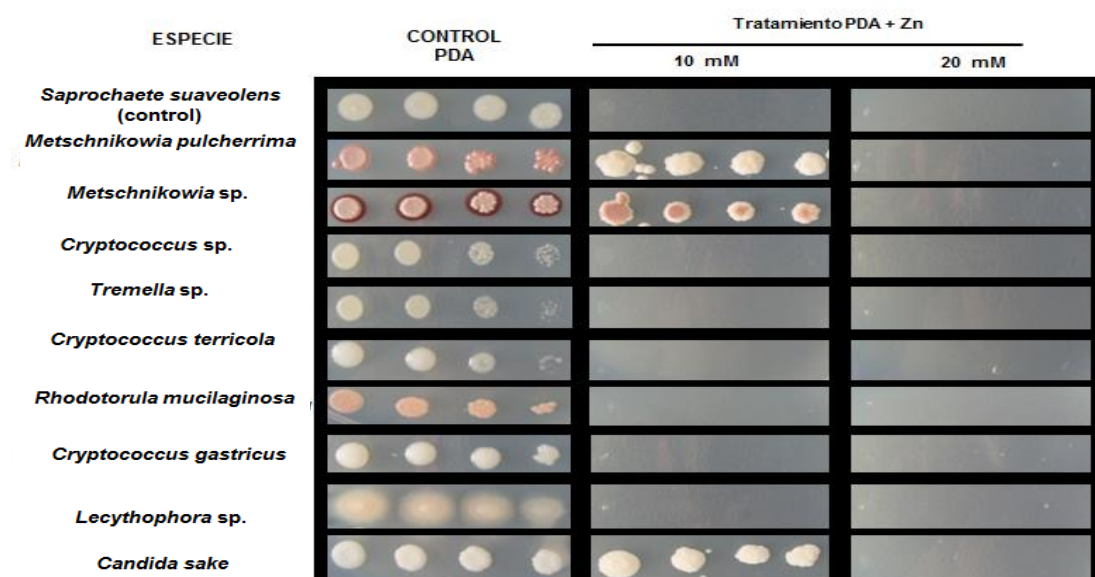 ESPECIE
CONTROL
PDA
Tratamiento PDA + Zn
10 mM
20 mM
Saprochaete suaveolens
(control)
Metschnikowia pulcherrima
Metschnikowia sp.
Cryptococcus sp.
Tremella sp.
Cryptococcus terricola
Rhodotorula mucilaginosa
Cryptococcus gastricus
Lecythophora sp.
Candida sake